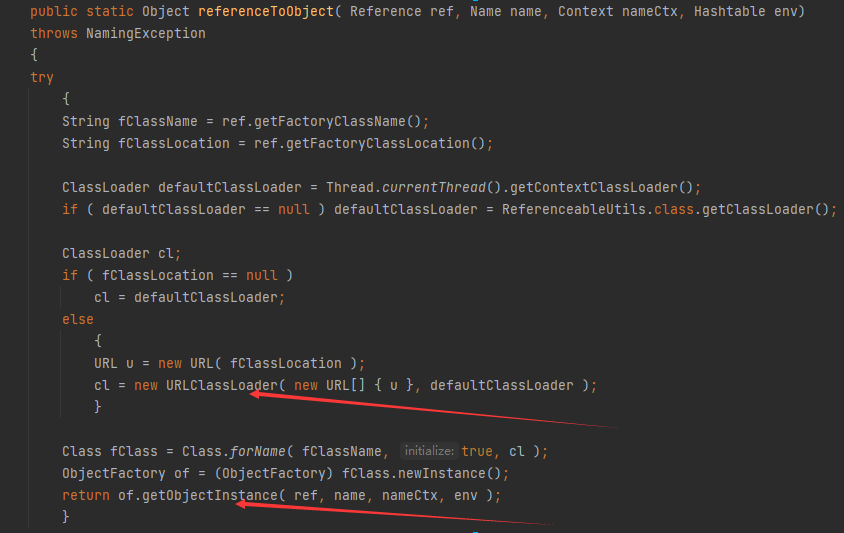 public static Object referenceToObject( Reference ref, Name name, Context nameCtx, Hashtable env)
throws NamingException
{
try
{
String fClassName = ref.getFactoryClassName();
String fClassLocation = ref.getFactoryClassLocation();
ClassLoader defaultClassLoader = Thread.currentThread().getContextClassLoader();
if ( defaultClassLoader == null ) defaultClassLoader = ReferenceableUtils.class.getClassLoader();
ClassLoader cl;
if ( fClassLocation == null )
cl = defaultClassLoader;
else
{
URL u = new URL( fClassLocation );
cl = new URLClassLoader( new URL[] { u }, defaultClassLoader );
}
Class fClass = Class.forName( fClassName, initialize: true, cl );
ObjectFactory of = (ObjectFactory) fClass.newInstance();
return of.getObjectInstance( ref, name, nameCtx, env );
}